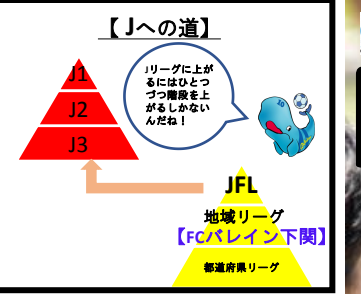 【Jへの道】
J1
J2
J3
Jリーグに上が
るにはひとつ
づつ階段を上
がるしかない
んだね！
JFL
地域リーグ
【FCバレイン下関】
都道府県リーグ